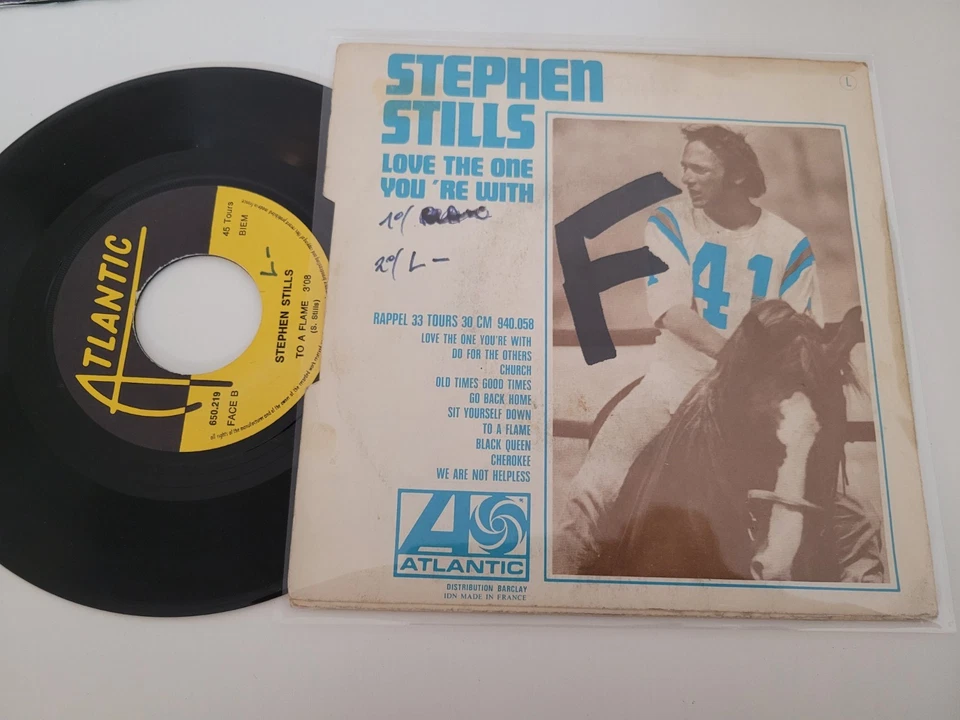 ATLANTIC
45 Tours
BIEM
L-
STEPHEN STILLS
TO A FLAME 3'08
(S. Stills)
650.219
FACE B
STEPHEN
STILLS
LOVE THE ONE
YOU 'RE WITH
1º/
2º/ L-
F
41
L
RAPPEL 33 TOURS 30 CM 940.058
LOVE THE ONE YOU'RE WITH
DO FOR THE OTHERS
CHURCH
OLD TIMES GOOD TIMES
GO BACK HOME
SIT YOURSELF DOWN
TO A FLAME
BLACK QUEEN
CHEROKEE
WE ARE NOT HELPLESS
ATLANTIC
DISTRIBUTION BARCLAY
IDN MADE IN FRANCE